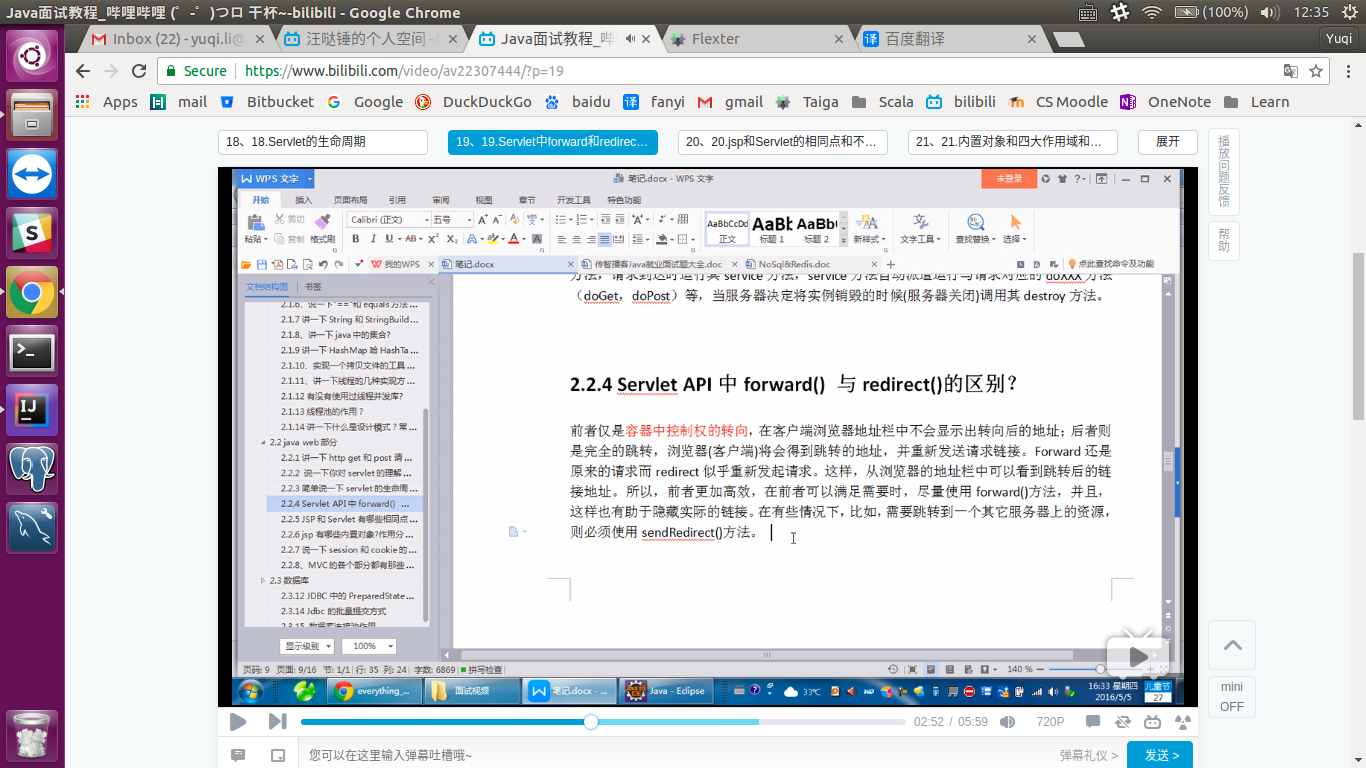 Java面试教程_哔哩哔哩 (゜-゜)つロ 干杯~-bilibili - Google Chrome
(100%) 12:35
Inbox (22) - yuqi.li@
汪哒锤的个人空间 -
Java面试教程_哔
Flexter
百度翻译
Yuqi
Secure https://www.bilibili.com/video/av22307444/?p=19
Apps mail Bitbucket Google DuckDuckGo baidu fanyi gmail Taiga Scala bilibili CS Moodle OneNote Learn
18、18.Servlet的生命周期
19、19.Servlet中forward和redirec...
20、20.jsp和Servlet的相同点和不...
21、21.内置对象和四大作用域和...
展开
播放问题反馈
帮助
WPS 文字
笔记.docx - WPS 文字
未登录
开始 插入 页面布局 引用 审阅 视图 章节 开发工具 特色功能
粘贴 剪切 复制 格式刷
Calibri (正文) 五号
AaBbCcDd 正文
AaBb 标题 1
AaBb 标题 2
新样式 文字工具 查找替换 选择
我的WPS
笔记.docx
传智播客Java就业面试题大全.doc
NoSql&Redis.doc
点此查找命令及功能
文档结构图 书签
2.1.6、说一下"=="和 equals 方法 ...
2.1.7 讲一下 String 和 StringBuild ...
2.1.8、讲一下 java 中的集合?
2.1.9 讲一下 HashMap 哈 HashTa ...
2.1.10、实现一个拷贝文件的工具 ...
2.1.11、讲一下线程的几种实现方 ...
2.1.12 有没有使用过线程并发库?
2.1.13 线程池的作用？
2.1.14 讲一下什么是设计模式？常 ...
2.2 java web 部分
2.2.1 讲一下 http get 和 post 请 ...
2.2.2 说一下你对 servlet 的理解 ...
2.2.3 简单说一下 servlet 的生命周 ...
2.2.4 Servlet API 中 forward() ...
2.2.5 JSP 和 Servlet 有哪些相同点 ...
2.2.6 jsp 有哪些内置对象?作用分 ...
2.2.7 说一下 session 和 cookie 的 ...
2.2.8、MVC 的各个部分都有那些 ...
2.3 数据库
2.3.12 JDBC 中的 PreparedState ...
2.3.14 Jdbc 的批量提交方式
2.3.15 数据库连接池作用
显示级别 100%
方法，请求到达时运行其 service 方法，service 方法自动派遣运行与请求对应的 doXXX 方法
（doGet，doPost）等，当服务器决定将实例销毁的时候(服务器关闭)调用其 destroy 方法。
2.2.4 Servlet API 中 forward() 与 redirect()的区别？
前者仅是容器中控制权的转向，在客户端浏览器地址栏中不会显示出转向后的地址；后者则
是完全的跳转，浏览器(客户端)将会得到跳转的地址，并重新发送请求链接。Forward 还是
原来的请求而 redirect 似乎重新发起请求。这样，从浏览器的地址栏中可以看到跳转后的链
接地址。所以，前者更加高效，在前者可以满足需要时，尽量使用 forward()方法，并且，
这样也有助于隐藏实际的链接。在有些情况下，比如，需要跳转到一个其它服务器上的资源，
则必须使用 sendRedirect()方法。
页码: 9 页面: 9/16 节: 1/1 行: 35 列: 24 字数: 6869 拼写检查 140 %
everything_...
面试视频
笔记.docx - ...
Java - Eclipse
33℃
16:33 星期四
2016/5/5
儿童节
27
02:52 / 05:59
720P
您可以在这里输入弹幕吐槽哦~
弹幕礼仪 >
发送 >
mini
OFF